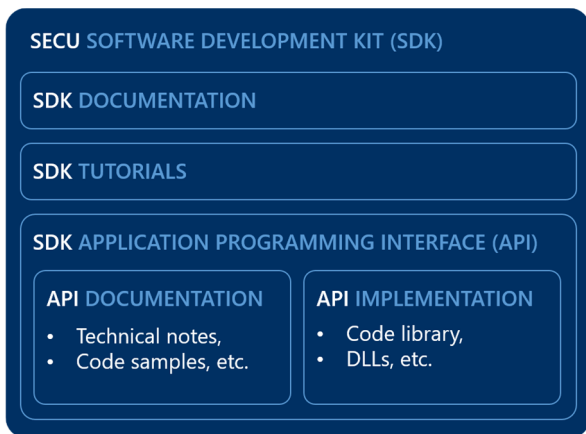 SECU SOFTWARE DEVELOPMENT KIT (SDK)
SDK DOCUMENTATION
SDK TUTORIALS
SDK APPLICATION PROGRAMMING INTERFACE (API)
API DOCUMENTATION
• Technical notes,
• Code samples, etc.
API IMPLEMENTATION
• Code library,
• DLLs, etc.